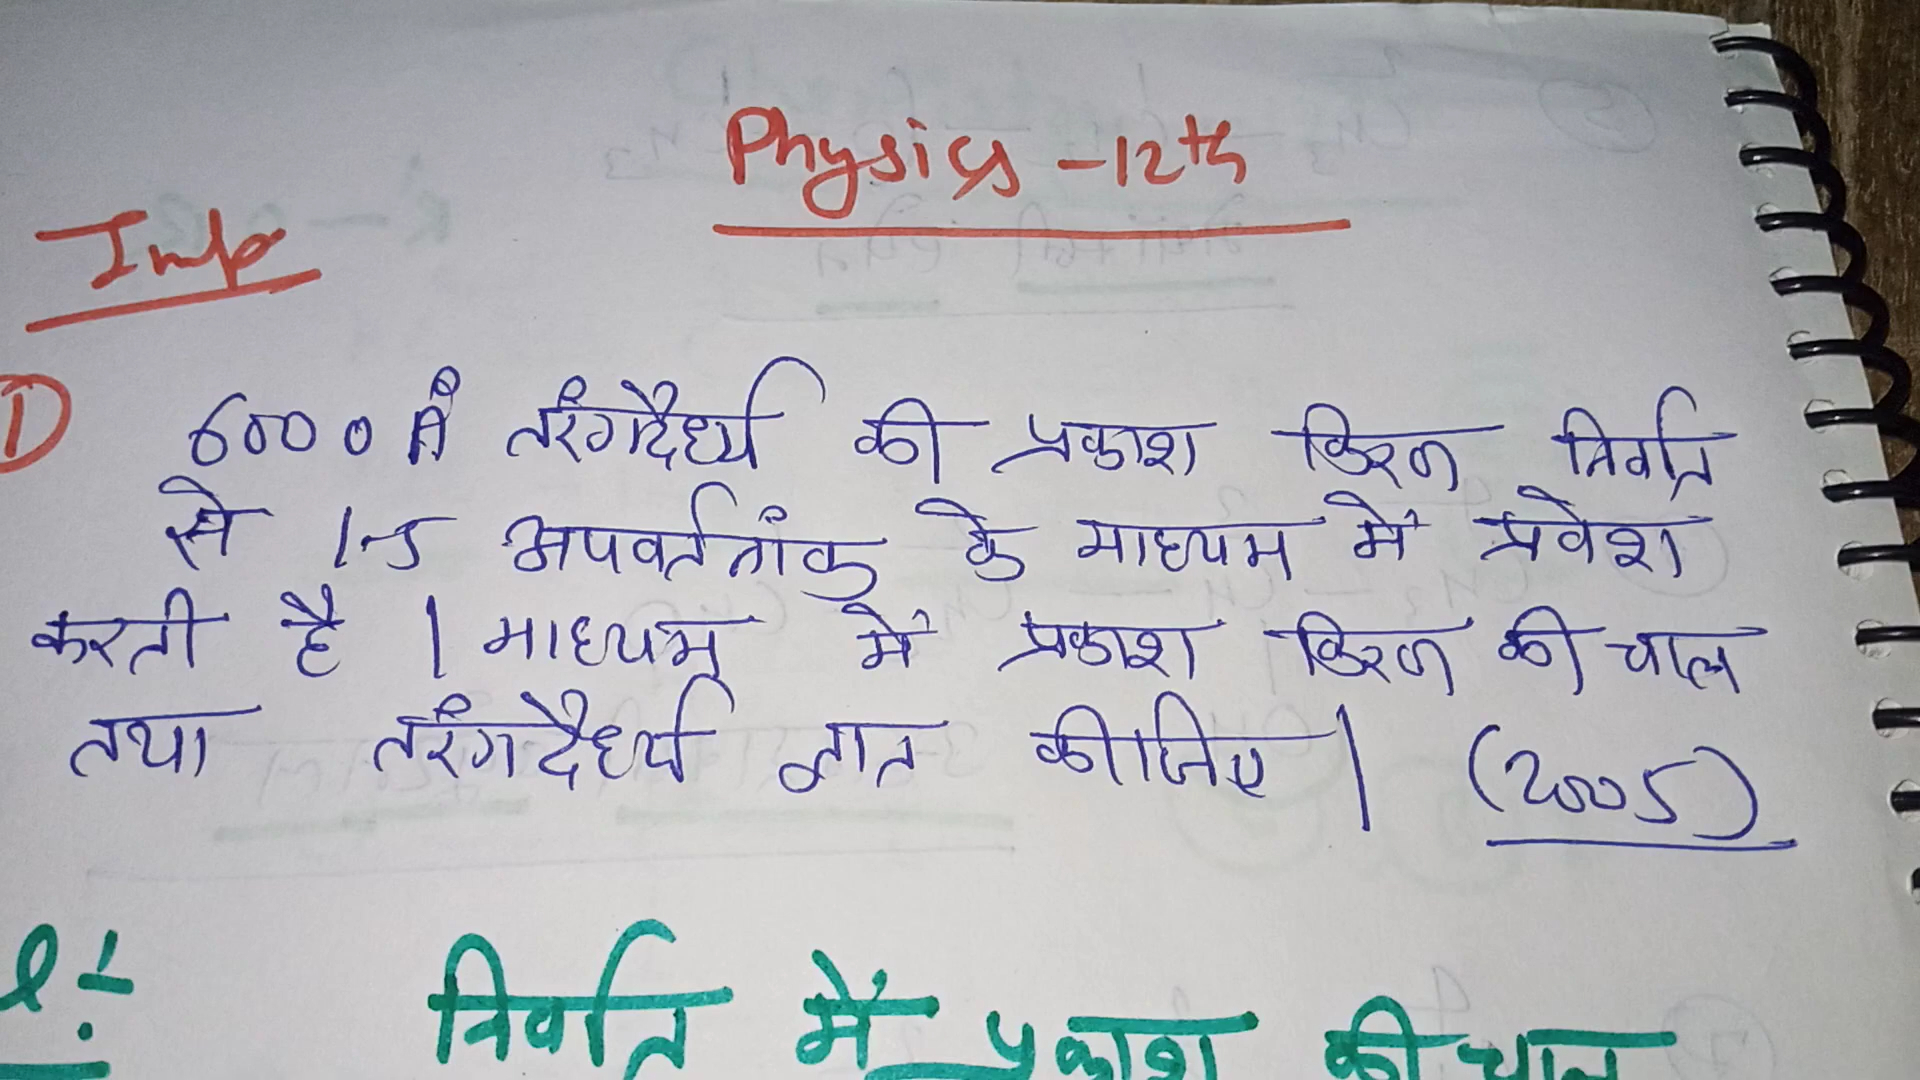 Physics - 12th
Imp
1) 6000 Å तरंगदैर्ध्य की प्रकाश किरण निर्वात
से 1.5 अपवर्तनांक के माध्यम में प्रवेश
करती है । माध्यम में प्रकाश किरण की चाल
तथा तरंगदैर्ध्य ज्ञात कीजिए । (2005)
निर्वात में प्रकाश की चाल